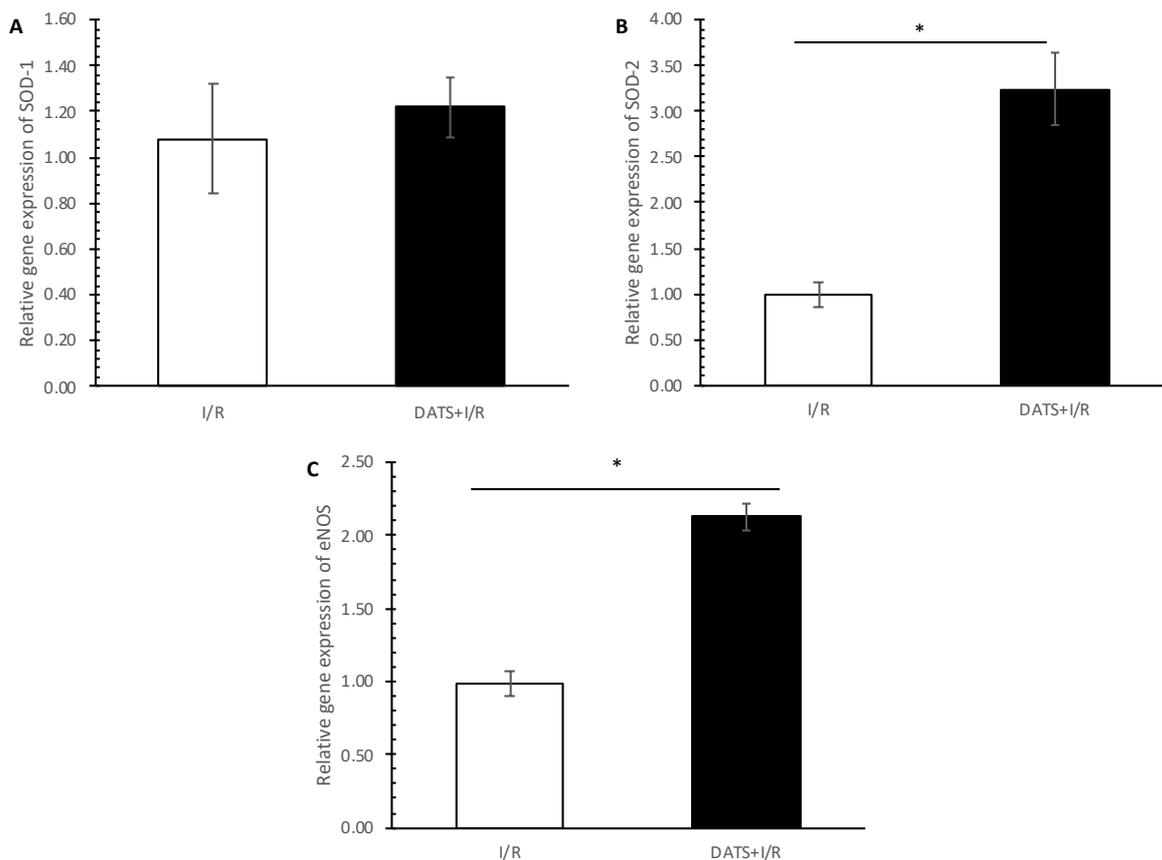 A
Relative gene expression of SOD-1
1.60
1.40
1.20
1.00
0.80
0.60
0.40
0.20
0.00
I/R
DATS+I/R
B
Relative gene expression of SOD-2
4.00
3.50
3.00
2.50
2.00
1.50
1.00
0.50
0.00
*
I/R
DATS+I/R
C
Relative gene expression of eNOS
2.50
2.00
1.50
1.00
0.50
0.00
*
I/R
DATS+I/R